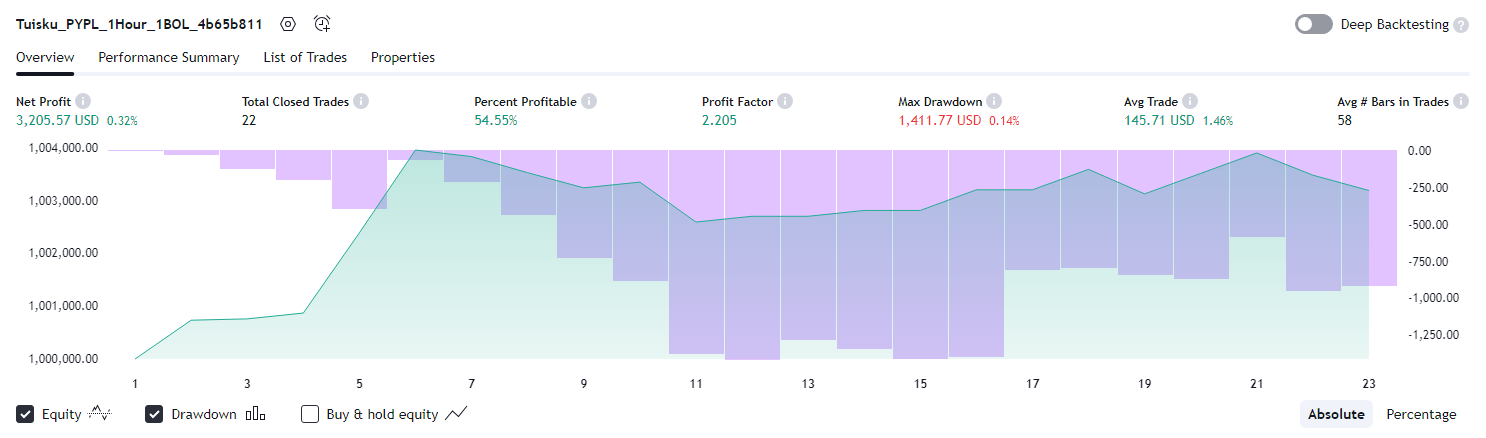 Tuisku_PYPL_1Hour_1BOL_4b65b811
Deep Backtesting ?
Overview Performance Summary List of Trades Properties
Net Profit i Total Closed Trades i Percent Profitable i Profit Factor i Max Drawdown i Avg Trade i Avg # Bars in Trades i
3,205.57 USD 0.32% 22 54.55% 2.205 1,411.77 USD 0.14% 145.71 USD 1.46% 58
1,004,000.00 0.00
1,003,000.00 -250.00
1,002,000.00 -500.00
1,001,000.00 -750.00
1,000,000.00 -1,000.00
-1,250.00
1 3 5 7 9 11 13 15 17 19 21 23
Equity Drawdown Buy & hold equity Absolute Percentage